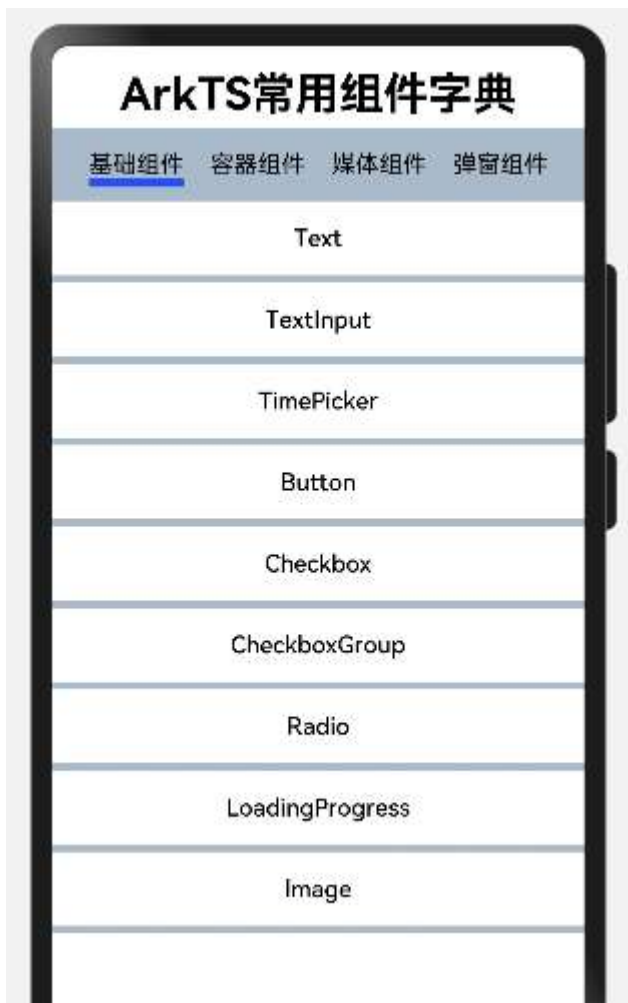 ArkTS常用组件字典
基础组件 容器组件 媒体组件 弹窗组件
Text
TextInput
TimePicker
Button
Checkbox
CheckboxGroup
Radio
LoadingProgress
Image